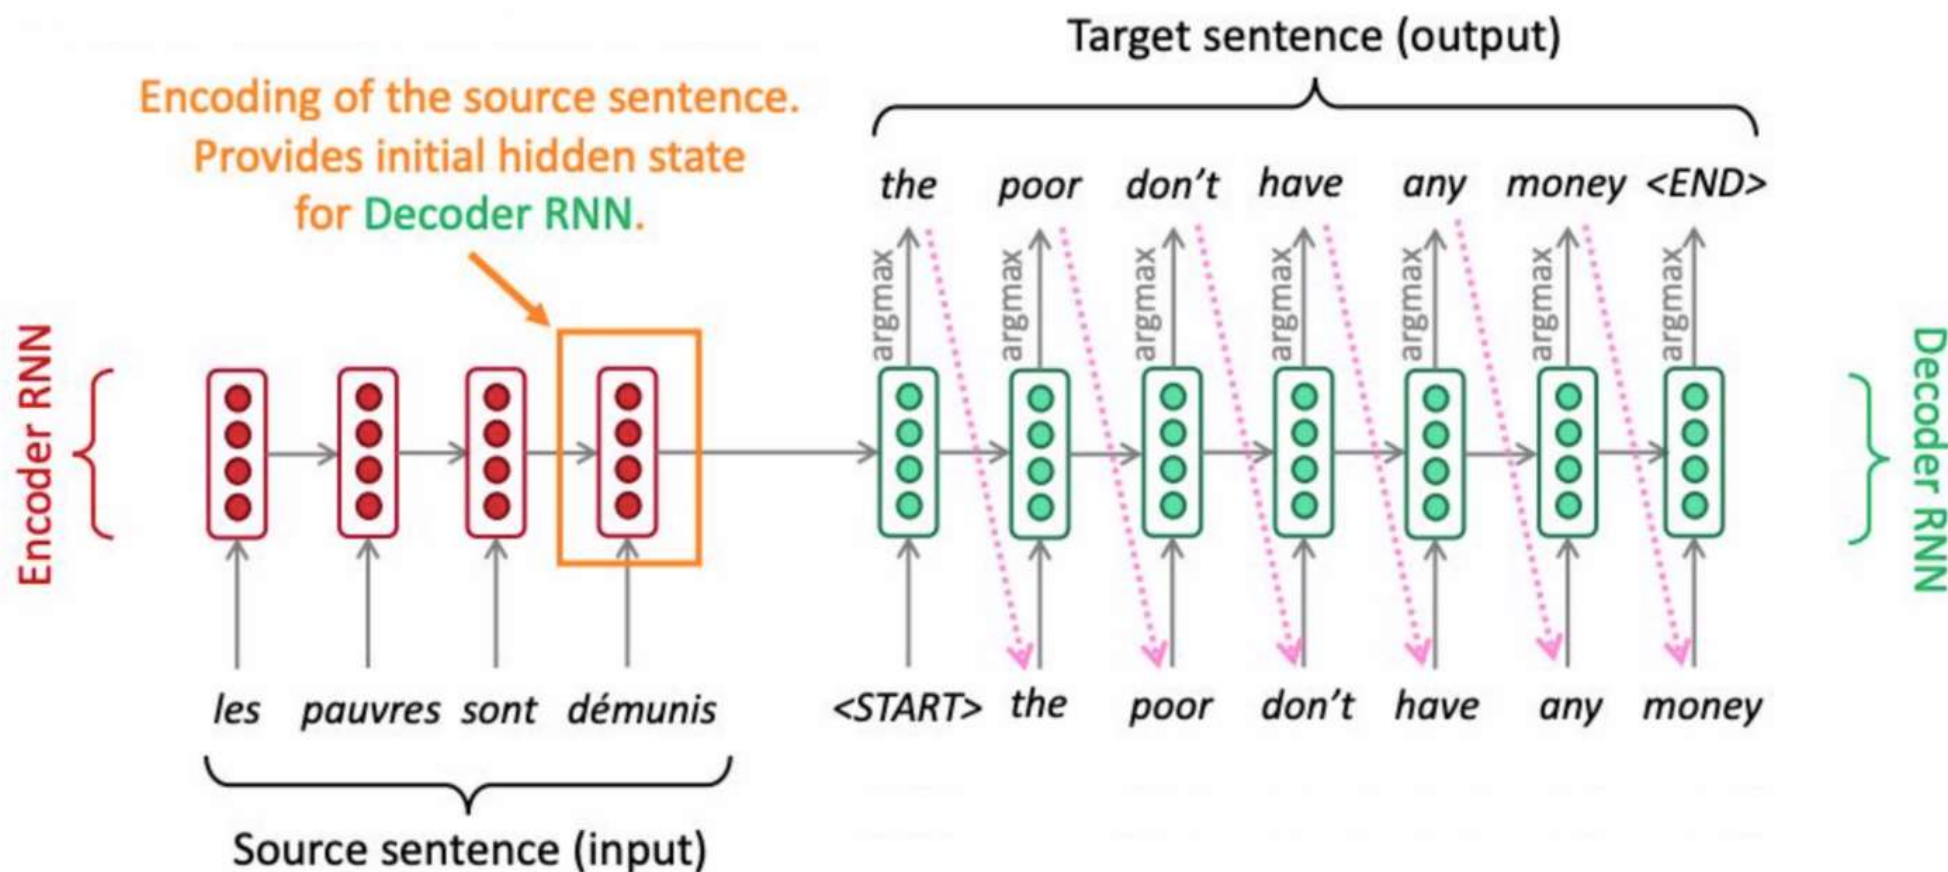 Target sentence (output)
Encoding of the source sentence.
Provides initial hidden state
for Decoder RNN.
the poor don't have any money <END>
argmax argmax argmax argmax argmax argmax argmax
Encoder RNN
Decoder RNN
les pauvres sont démunis
<START> the poor don't have any money
Source sentence (input)